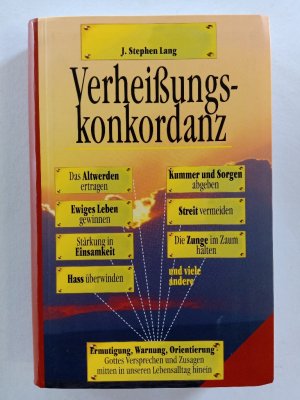 J. Stephen Lang
Verheißungs-
konkordanz
Das Altwerden
ertragen
Ewiges Leben
gewinnen
Stärkung in
Einsamkeit
Hass überwinden
Kummer und Sorgen
abgeben
Streit vermeiden
Die Zunge im Zaum
halten
und viele
andere
Ermutigung, Warnung, Orientierung -
Gottes Versprechen und Zusagen
mitten in unseren Lebensalltag hinein